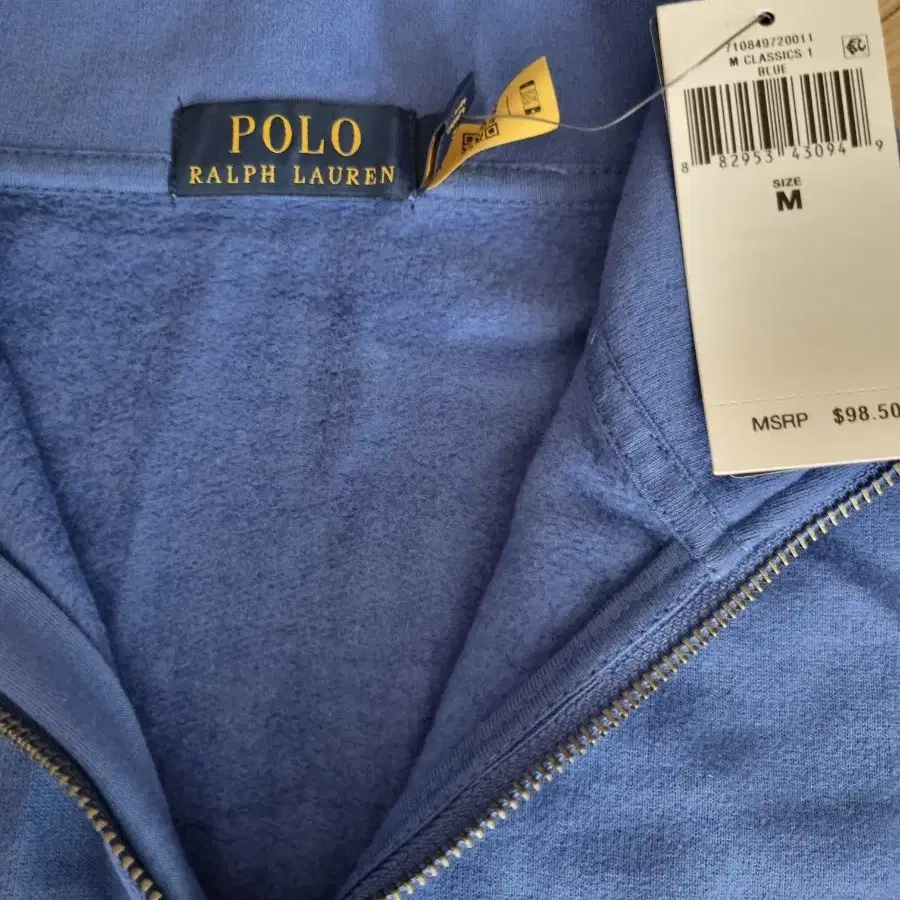 POLO
RALPH LAUREN
710849720011
M CLASSICS 1
BLUE
8 82953 43094 9
SIZE
M
MSRP $98.50